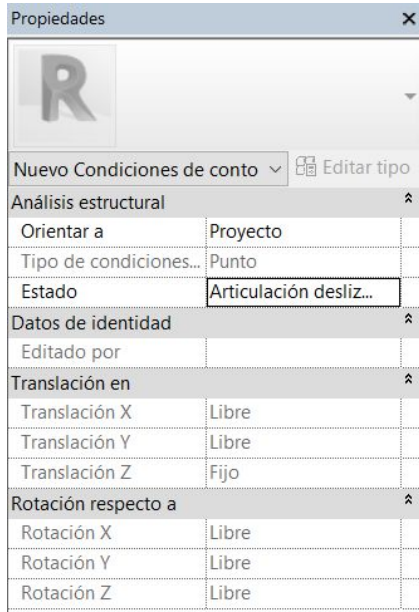 Propiedades
R
Nuevo Condiciones de conto Editar tipo
Análisis estructural
Orientar a Proyecto
Tipo de condiciones... Punto
Estado Articulación desliz...
Datos de identidad
Editado por
Translación en
Translación X Libre
Translación Y Libre
Translación Z Fijo
Rotación respecto a
Rotación X Libre
Rotación Y Libre
Rotación Z Libre